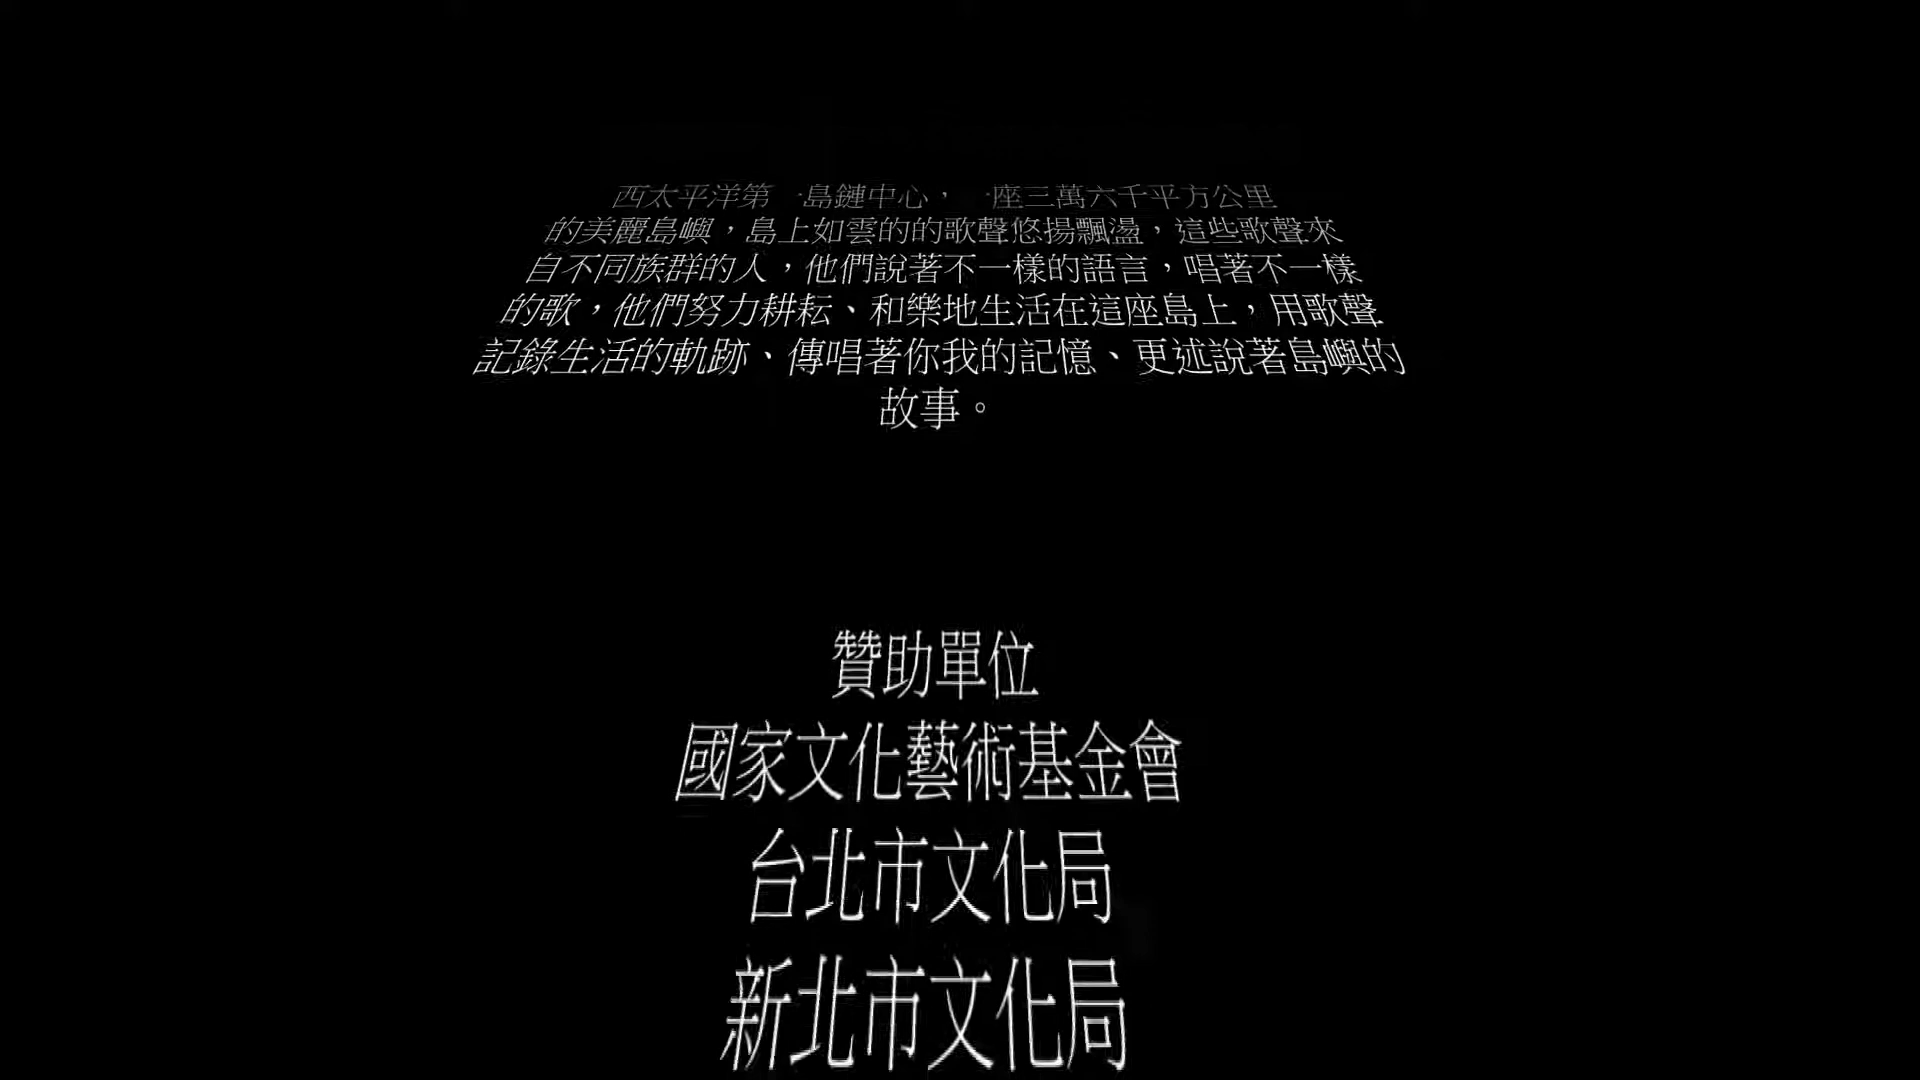 西太平洋第一島鏈中心，一座三萬六千平方公里
的美麗島嶼，島上如雲的的歌聲悠揚飄盪，這些歌聲來
自不同族群的人，他們說著不一樣的語言，唱著不一樣
的歌，他們努力耕耘、和樂地生活在這座島上，用歌聲
記錄生活的軌跡、傳唱著你我的記憶、更述說著島嶼的
故事。
贊助單位
國家文化藝術基金會
台北市文化局
新北市文化局